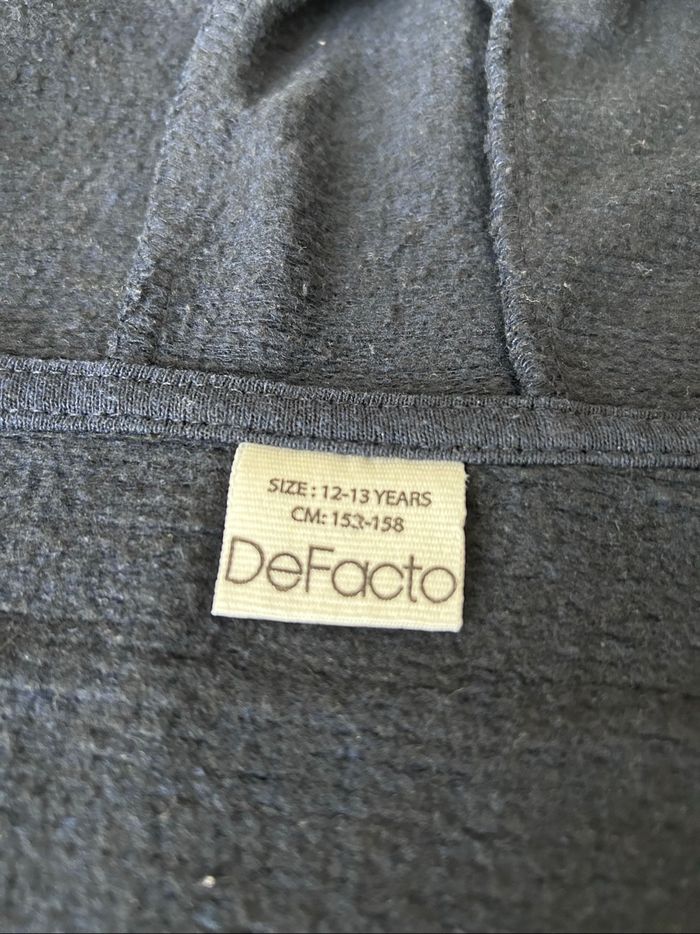 SIZE: 12-13 YEARS
CM: 153-158
DeFacto